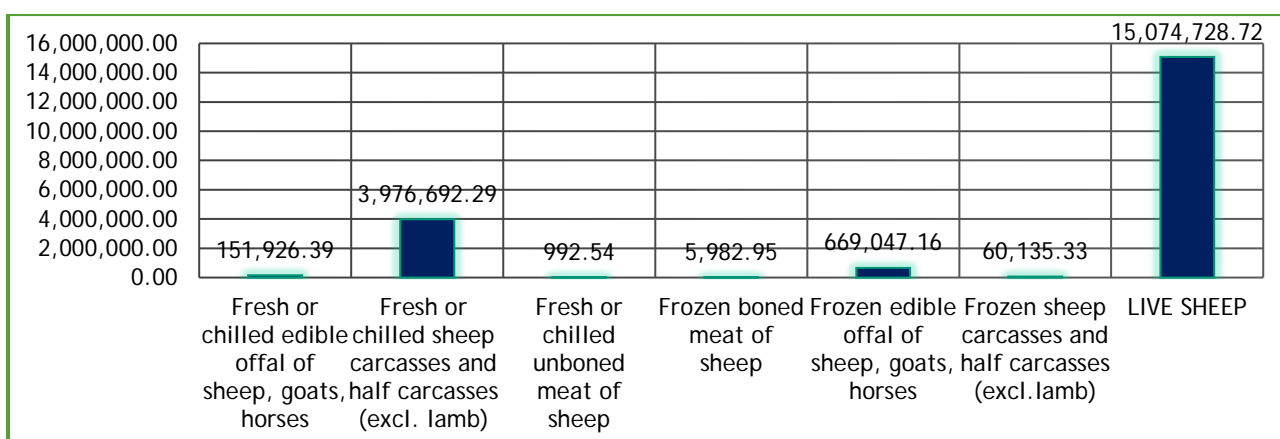 16,000,000.00
14,000,000.00
12,000,000.00
10,000,000.00
8,000,000.00
6,000,000.00
4,000,000.00
2,000,000.00
0.00
151,926.39
3,976,692.29
992.54
5,982.95
669,047.16
60,135.33
15,074,728.72
Fresh or
chilled edible
offal of
sheep, goats,
horses
Fresh or
chilled sheep
carcasses and
half carcasses
(excl. lamb)
Fresh or
chilled
unboned
meat of
sheep
Frozen boned
meat of
sheep
Frozen edible
offal of
sheep, goats,
horses
Frozen sheep
carcasses and
half carcasses
(excl.lamb)
LIVE SHEEP